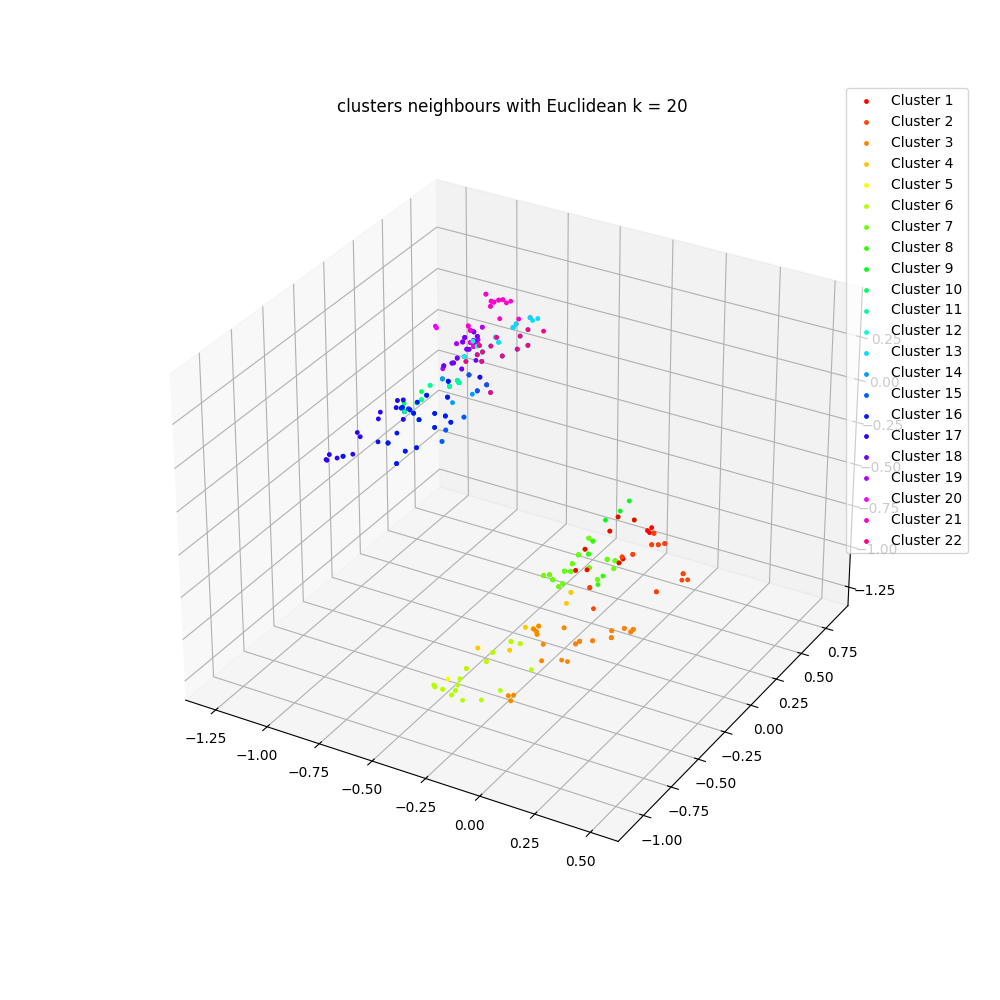 clusters neighbours with Euclidean k = 20
Cluster 1
Cluster 2
Cluster 3
Cluster 4
Cluster 5
Cluster 6
Cluster 7
Cluster 8
Cluster 9
Cluster 10
Cluster 11
Cluster 12
Cluster 13
Cluster 14
Cluster 15
Cluster 16
Cluster 17
Cluster 18
Cluster 19
Cluster 20
Cluster 21
Cluster 22
0.25
0.00
−0.25
−0.50
−0.75
−1.00
−1.25
0.75
0.50
0.25
0.00
−0.25
−0.50
−0.75
−1.00
−1.25
−1.00
−0.75
−0.50
−0.25
0.00
0.25
0.50